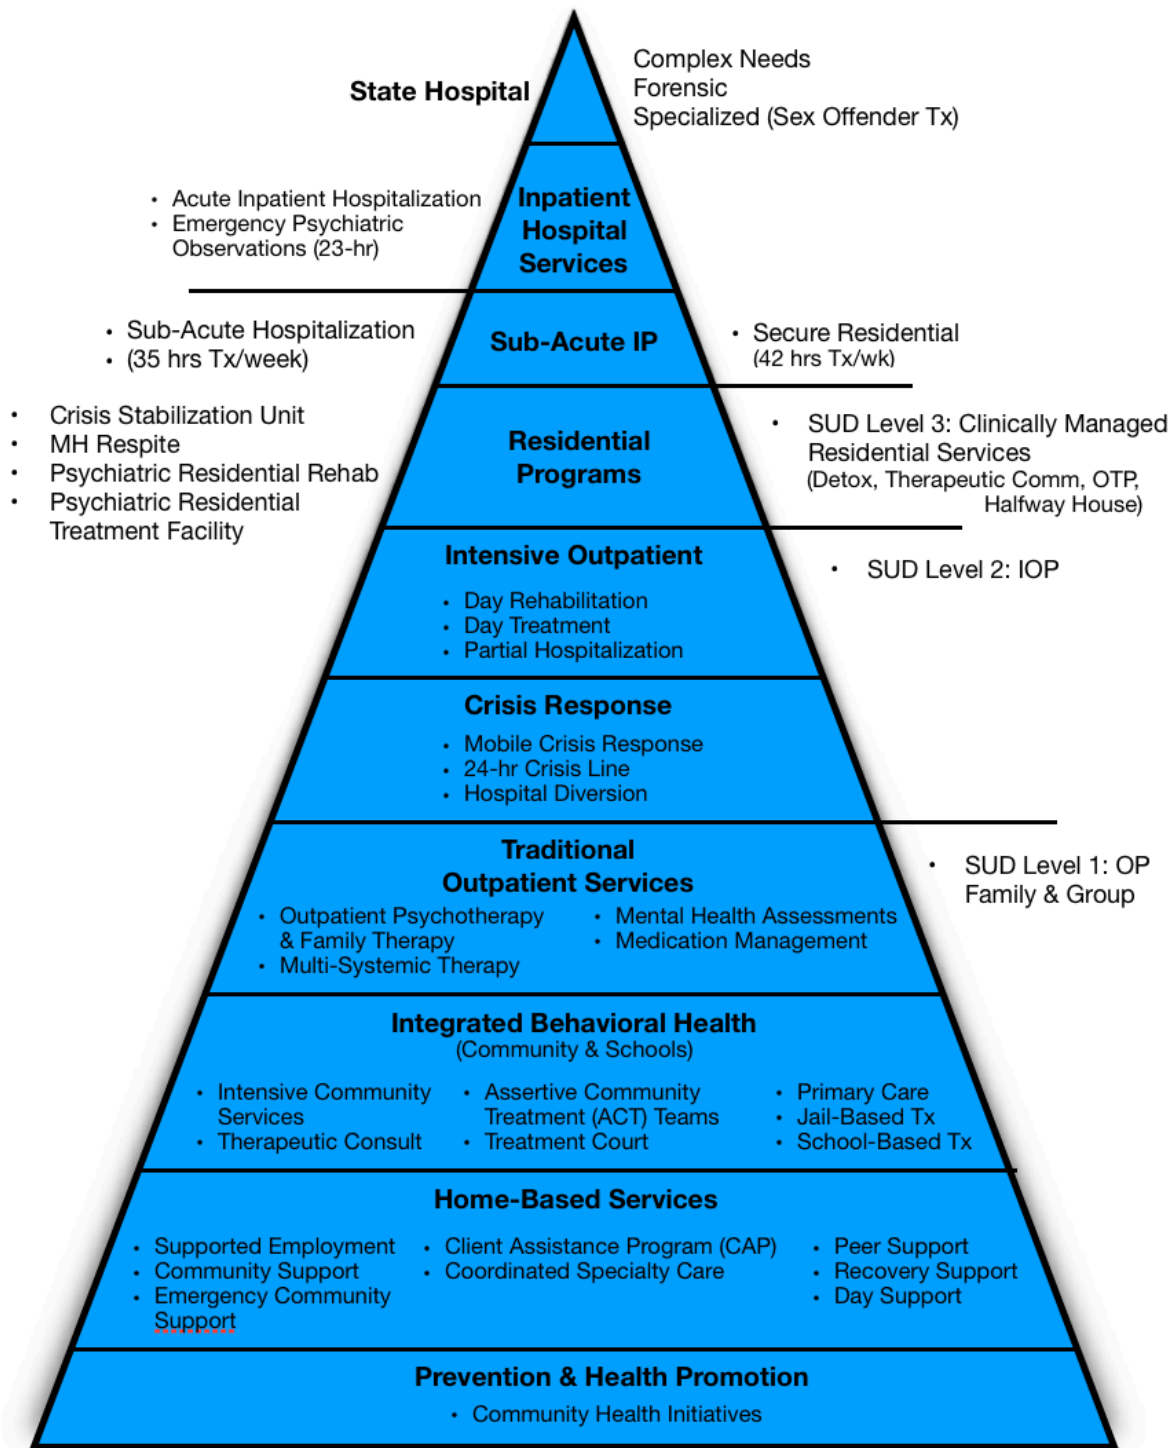 Complex Needs
Forensic
Specialized (Sex Offender Tx)
State Hospital
• Acute Inpatient Hospitalization
• Emergency Psychiatric
Observations (23-hr)
Inpatient
Hospital
Services
• Sub-Acute Hospitalization
• (35 hrs Tx/week)
Sub-Acute IP
• Secure Residential
(42 hrs Tx/wk)
• Crisis Stabilization Unit
• MH Respite
• Psychiatric Residential Rehab
• Psychiatric Residential
Treatment Facility
Residential
Programs
• SUD Level 3: Clinically Managed
Residential Services
(Detox, Therapeutic Comm, OTP,
Halfway House)
Intensive Outpatient
• Day Rehabilitation
• Day Treatment
• Partial Hospitalization
• SUD Level 2: IOP
Crisis Response
• Mobile Crisis Response
• 24-hr Crisis Line
• Hospital Diversion
Traditional
Outpatient Services
• Outpatient Psychotherapy
& Family Therapy
• Multi-Systemic Therapy
• Mental Health Assessments
• Medication Management
• SUD Level 1: OP
Family & Group
Integrated Behavioral Health
(Community & Schools)
• Intensive Community
Services
• Therapeutic Consult
• Assertive Community
Treatment (ACT) Teams
• Treatment Court
• Primary Care
• Jail-Based Tx
• School-Based Tx
Home-Based Services
• Supported Employment
• Community Support
• Emergency Community
Support
• Client Assistance Program (CAP)
• Coordinated Specialty Care
• Peer Support
• Recovery Support
• Day Support
Prevention & Health Promotion
• Community Health Initiatives